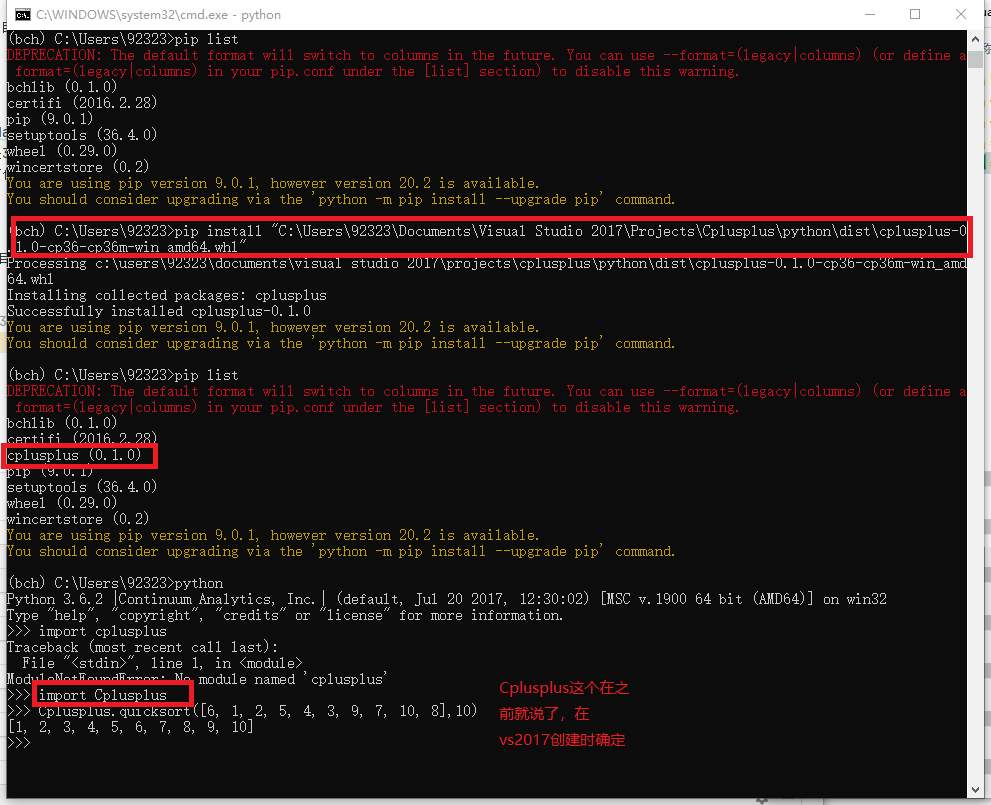 C:\WINDOWS\system32\cmd.exe - python
(bch) C:\Users\92323>pip list
DEPRECATION: The default format will switch to columns in the future. You can use --format=(legacy|columns) (or define a
format=(legacy|columns) in your pip.conf under the [list] section) to disable this warning.
bchlib (0.1.0)
certifi (2016.2.28)
pip (9.0.1)
setuptools (36.4.0)
wheel (0.29.0)
wincertstore (0.2)
You are using pip version 9.0.1, however version 20.2 is available.
You should consider upgrading via the 'python -m pip install --upgrade pip' command.
(bch) C:\Users\92323>pip install "C:\Users\92323\Documents\Visual Studio 2017\Projects\Cplusplus\python\dist\cplusplus-0
.1.0-cp36-cp36m-win_amd64.whl"
Processing c:\users\92323\documents\visual studio 2017\projects\cplusplus\python\dist\cplusplus-0.1.0-cp36-cp36m-win_amd
64.whl
Installing collected packages: cplusplus
Successfully installed cplusplus-0.1.0
You are using pip version 9.0.1, however version 20.2 is available.
You should consider upgrading via the 'python -m pip install --upgrade pip' command.
(bch) C:\Users\92323>pip list
DEPRECATION: The default format will switch to columns in the future. You can use --format=(legacy|columns) (or define a
format=(legacy|columns) in your pip.conf under the [list] section) to disable this warning.
bchlib (0.1.0)
certifi (2016.2.28)
cplusplus (0.1.0)
pip (9.0.1)
setuptools (36.4.0)
wheel (0.29.0)
wincertstore (0.2)
You are using pip version 9.0.1, however version 20.2 is available.
You should consider upgrading via the 'python -m pip install --upgrade pip' command.
(bch) C:\Users\92323>python
Python 3.6.2 |Continuum Analytics, Inc.| (default, Jul 20 2017, 12:30:02) [MSC v.1900 64 bit (AMD64)] on win32
Type "help", "copyright", "credits" or "license" for more information.
>>> import cplusplus
Traceback (most recent call last):
File "<stdin>", line 1, in <module>
ModuleNotFoundError: No module named 'cplusplus'
>>> import Cplusplus
>>> Cplusplus.quicksort([6, 1, 2, 5, 4, 3, 9, 7, 10, 8],10)
[1, 2, 3, 4, 5, 6, 7, 8, 9, 10]
>>>
Cplusplus这个在之
前就说了，在
vs2017创建时确定